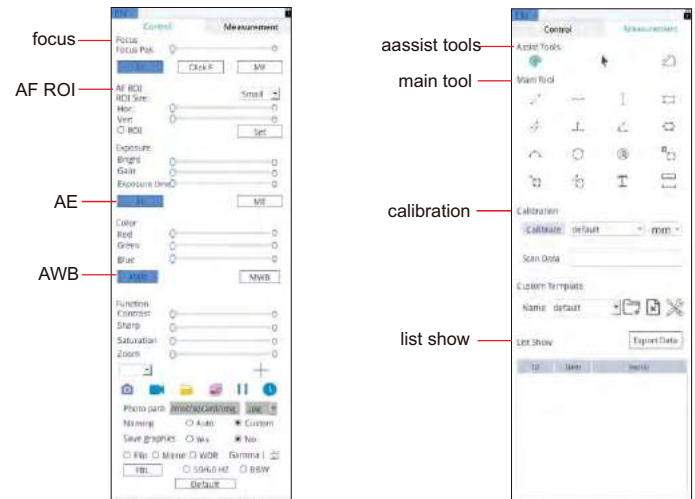 EN
Control
Measurement
focus
Focus
Focus Pos.
Click F
MF
AF ROI
AF ROI
ROI Size:
Small
Hor:
Vert:
ROI
Set
Exposure
Bright
Gain
Exposure time
AE
ME
Color
Red
Green
Blue
AWB
MWB
Function
Contrast
Sharp
Saturation
Zoom
Photo path
.jpg
Naming
Auto
Custom
Save graphics
Yes
No
Flip
Mirror
WDR
Gamma
50/60 HZ
B&W
Default
Control
Measurement
aassist tools
Assist Tools
main tool
Main Tool
calibration
Calibration
Calibrate
default
mm
Scan Data
Custom Template
Name
default
list show
List Show
Export Data
Item